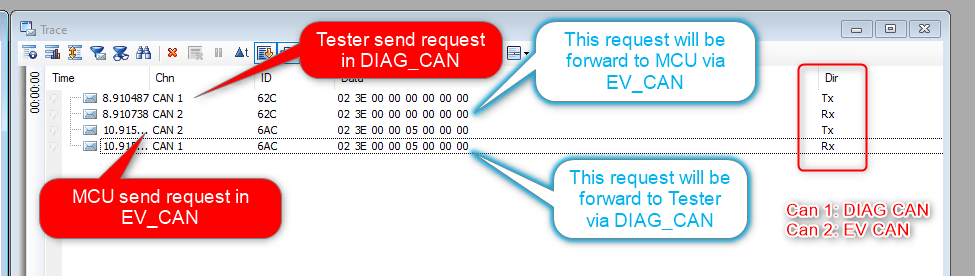 Trace
Tester send request
in DIAG_CAN
This request will be
forward to MCU via
EV_CAN
00:00:00
Time Chn ID Data Dir
8.910487 CAN 1 62C 02 3E 00 00 00 00 00 00 Tx
8.910738 CAN 2 62C 02 3E 00 00 00 00 00 00 Rx
10.915... CAN 2 6AC 02 3E 00 00 05 00 00 00 Tx
10.915... CAN 1 6AC 02 3E 00 00 05 00 00 00 Rx
MCU send request in
EV_CAN
This request will be
forward to Tester
via DIAG_CAN
Can 1: DIAG CAN
Can 2: EV CAN